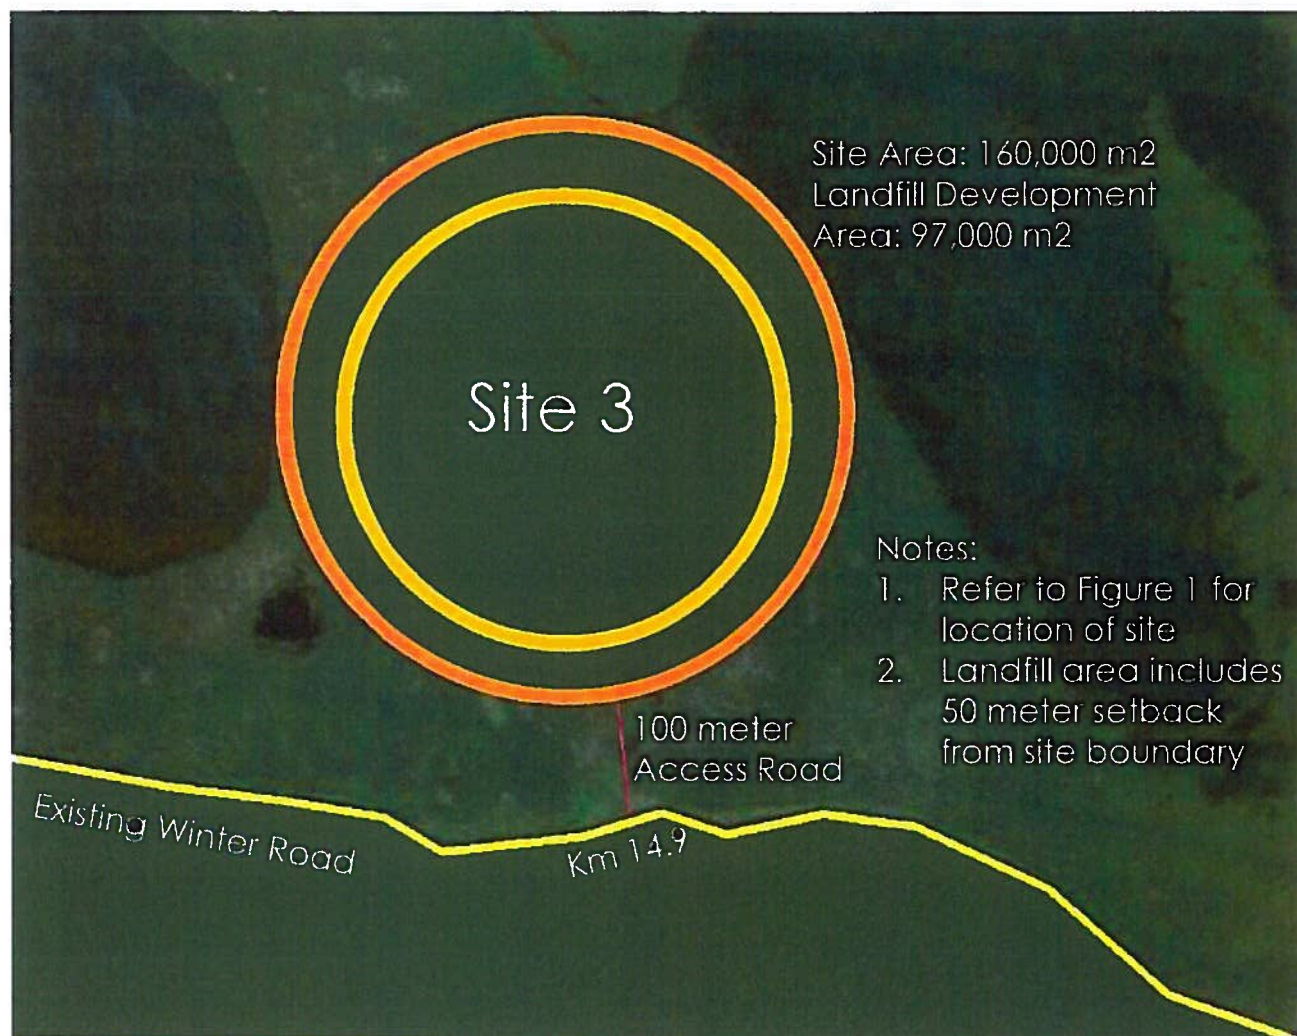 Site Area: 160,000 m2
Landfill Development
Area: 97,000 m2
Site 3
Notes:
1. Refer to Figure 1 for
location of site
2. Landfill area includes
50 meter setback
from site boundary
100 meter
Access Road
Existing Winter Road
Km 14.9